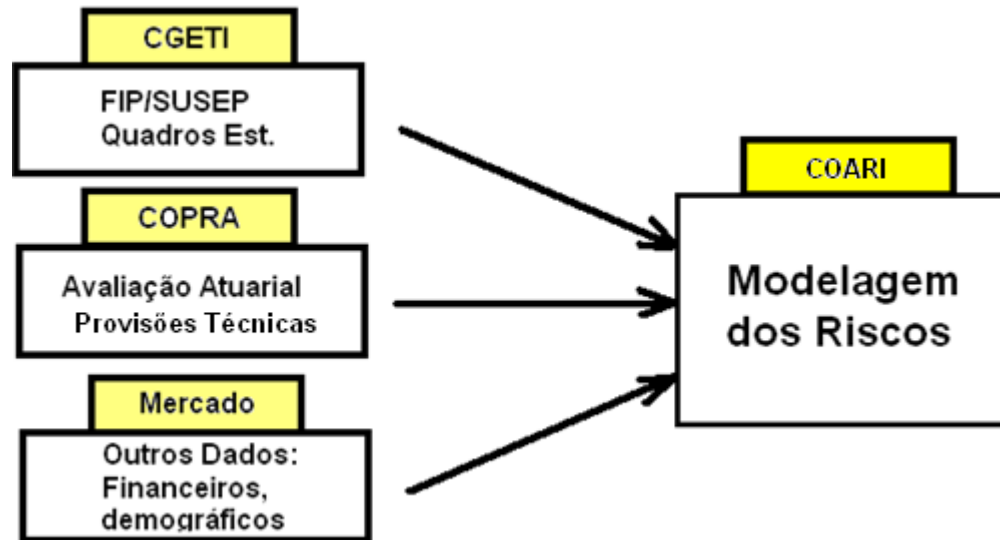 CGETI
FIP/SUSEP
Quadros Est.
COPRA
Avaliação Atuarial
Provisões Técnicas
Mercado
Outros Dados:
Financeiros,
demográficos
COARI
Modelagem
dos Riscos